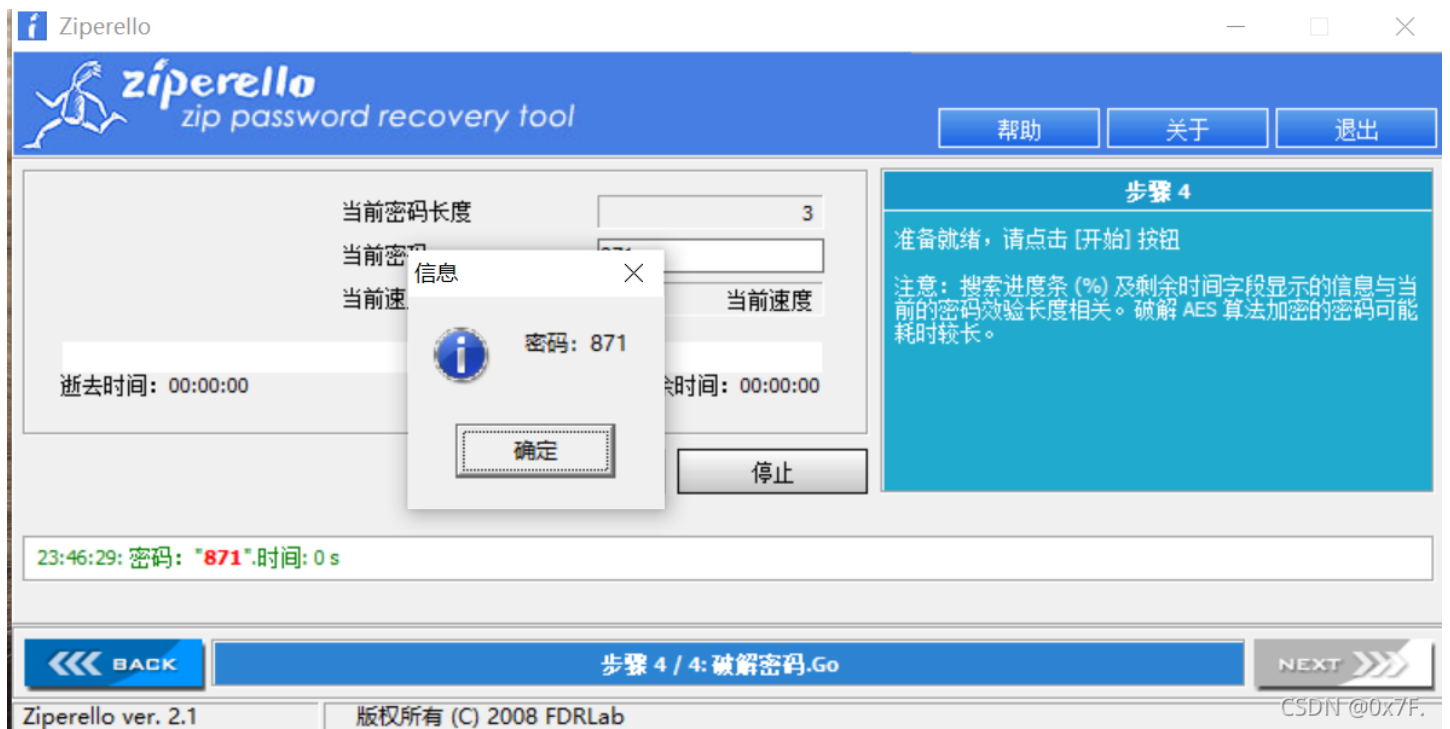 Ziperello
ziperello
zip password recovery tool
帮助 关于 退出
当前密码长度 3
当前密
信息
当前速 当前速度
密码：871
逝去时间：00:00:00 余时间：00:00:00
确定
停止
步骤 4
准备就绪，请点击 [开始] 按钮
注意：搜索进度条 (%) 及剩余时间字段显示的信息与当
前的密码效验长度相关。破解 AES 算法加密的密码可能
耗时较长。
23:46:29: 密码："871".时间: 0 s
BACK 步骤 4 / 4: 破解密码.Go NEXT
Ziperello ver. 2.1 版权所有 (C) 2008 FDRLab
CSDN @0x7F.